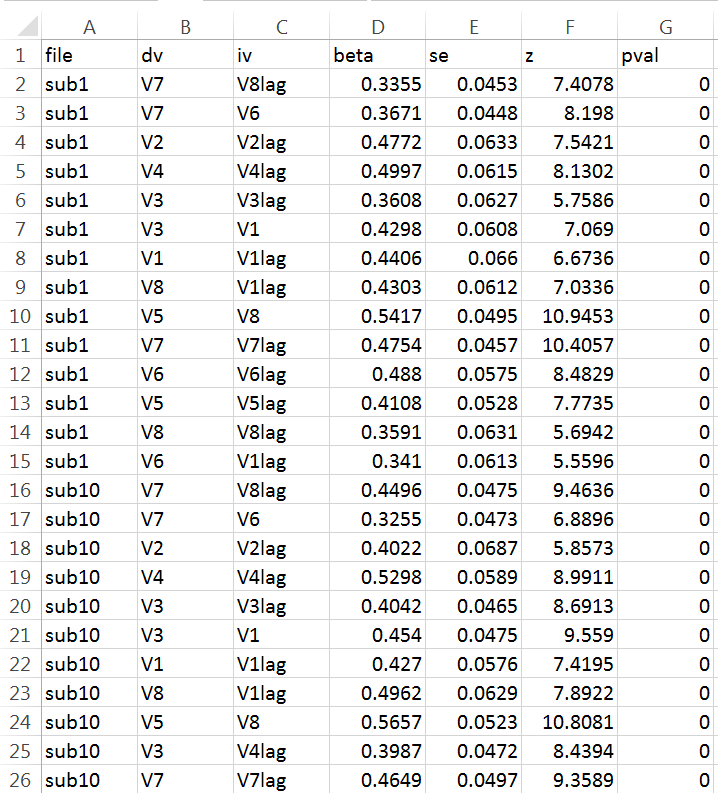 A B C D E F G
1 file dv iv beta se z pval
2 sub1 V7 V8lag 0.3355 0.0453 7.4078 0
3 sub1 V7 V6 0.3671 0.0448 8.198 0
4 sub1 V2 V2lag 0.4772 0.0633 7.5421 0
5 sub1 V4 V4lag 0.4997 0.0615 8.1302 0
6 sub1 V3 V3lag 0.3608 0.0627 5.7586 0
7 sub1 V3 V1 0.4298 0.0608 7.069 0
8 sub1 V1 V1lag 0.4406 0.066 6.6736 0
9 sub1 V8 V1lag 0.4303 0.0612 7.0336 0
10 sub1 V5 V8 0.5417 0.0495 10.9453 0
11 sub1 V7 V7lag 0.4754 0.0457 10.4057 0
12 sub1 V6 V6lag 0.488 0.0575 8.4829 0
13 sub1 V5 V5lag 0.4108 0.0528 7.7735 0
14 sub1 V8 V8lag 0.3591 0.0631 5.6942 0
15 sub1 V6 V1lag 0.341 0.0613 5.5596 0
16 sub10 V7 V8lag 0.4496 0.0475 9.4636 0
17 sub10 V7 V6 0.3255 0.0473 6.8896 0
18 sub10 V2 V2lag 0.4022 0.0687 5.8573 0
19 sub10 V4 V4lag 0.5298 0.0589 8.9911 0
20 sub10 V3 V3lag 0.4042 0.0465 8.6913 0
21 sub10 V3 V1 0.454 0.0475 9.559 0
22 sub10 V1 V1lag 0.427 0.0576 7.4195 0
23 sub10 V8 V1lag 0.4962 0.0629 7.8922 0
24 sub10 V5 V8 0.5657 0.0523 10.8081 0
25 sub10 V3 V4lag 0.3987 0.0472 8.4394 0
26 sub10 V7 V7lag 0.4649 0.0497 9.3589 0